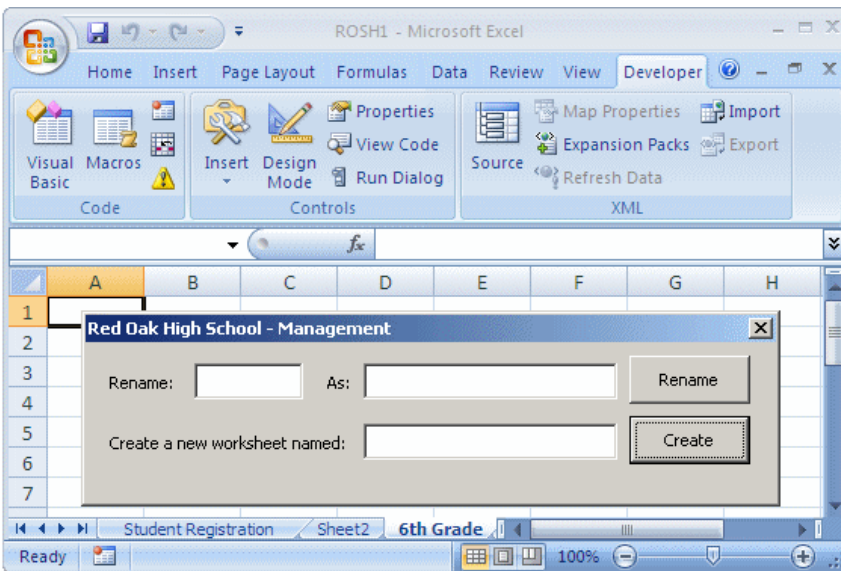 ROSH1 - Microsoft Excel
Home Insert Page Layout Formulas Data Review View Developer
Visual Basic
Macros
Code
Insert
Design Mode
Properties
View Code
Run Dialog
Controls
Source
Map Properties
Expansion Packs
Refresh Data
Import
Export
XML
fx
A B C D E F G H
1
2
3
4
5
6
7
Red Oak High School - Management
Rename: As: Rename
Create a new worksheet named: Create
Student Registration Sheet2 6th Grade
Ready 100%